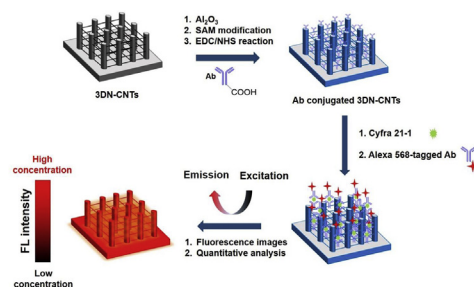 1. Al2O3
2. SAM modification
3. EDC/NHS reaction
Ab
COOH
3DN-CNTs
Ab conjugated 3DN-CNTs
1. Cyfra 21-1
2. Alexa 568-tagged Ab
High
concentration
FL intensity
Low
concentration
Emission
Excitation
1. Fluorescence images
2. Quantitative analysis